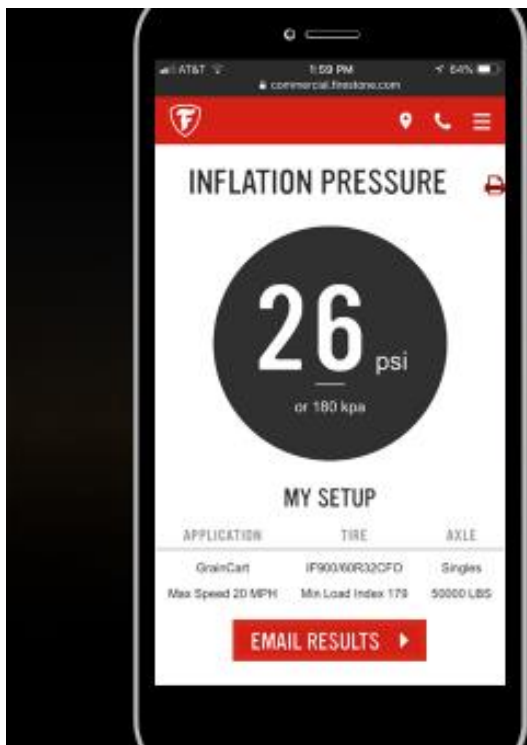 AT&T 1:59 PM 64%
commercial.firestone.com
F
INFLATION PRESSURE
26 psi
or 180 kpa
MY SETUP
APPLICATION TIRE AXLE
GrainCart IF900/60R32CFO Singles
Max Speed 20 MPH Min Load Index 179 50000 LBS
EMAIL RESULTS